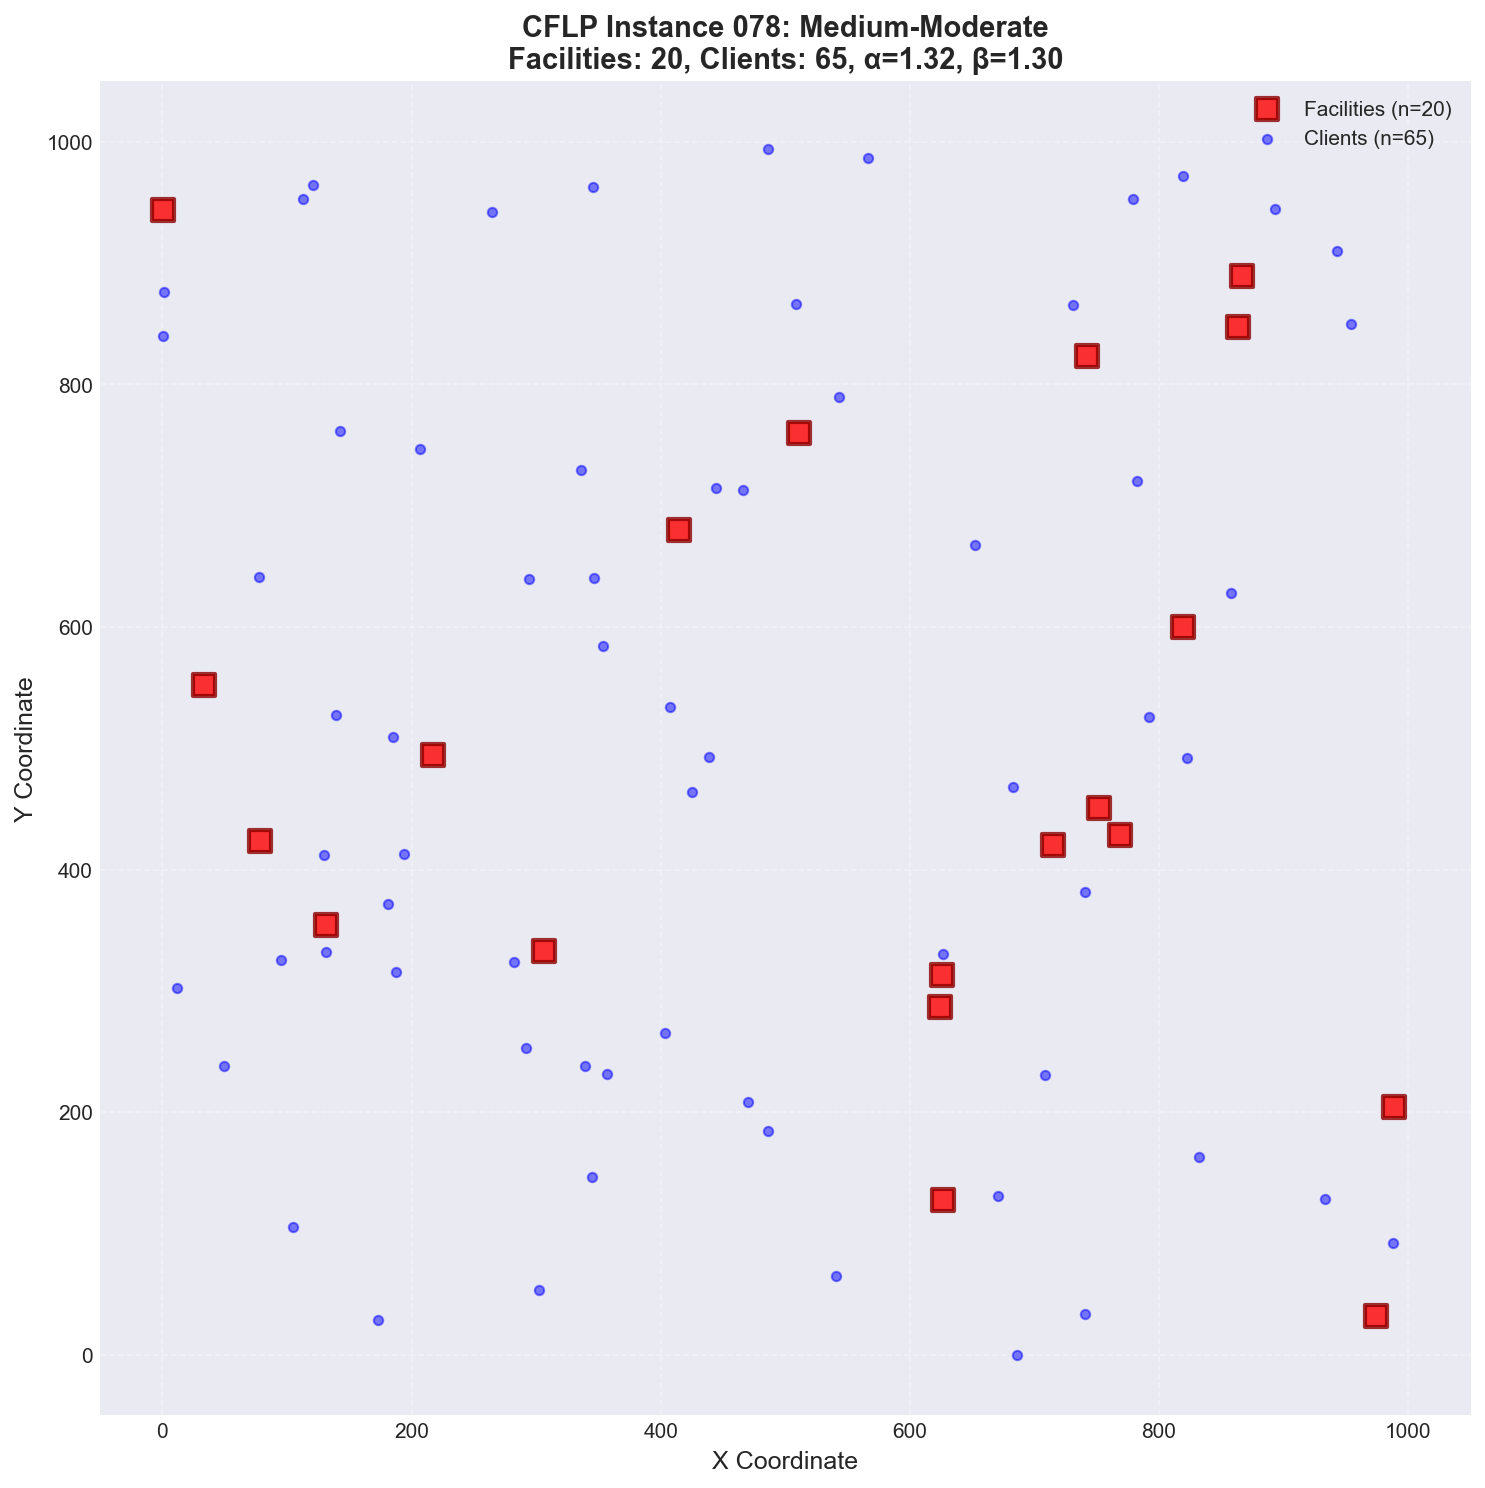 CFLP Instance 078: Medium-Moderate
Facilities: 20, Clients: 65, α=1.32, β=1.30
Facilities (n=20)
Clients (n=65)
1000
800
600
400
200
0
Y Coordinate
0 200 400 600 800 1000
X Coordinate